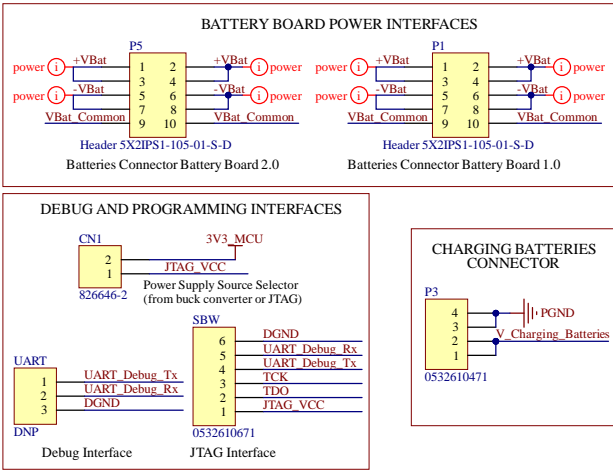 BATTERY BOARD POWER INTERFACES
P5
power i +VBat 1 2 +VBat i power
3 4
power i -VBat 5 6 -VBat i power
7 8
VBat_Common 9 10 VBat_Common
Header 5X2IPS1-105-01-S-D
Batteries Connector Battery Board 2.0
P1
power i +VBat 1 2 +VBat i power
3 4
power i -VBat 5 6 -VBat i power
7 8
VBat_Common 9 10 VBat_Common
Header 5X2IPS1-105-01-S-D
Batteries Connector Battery Board 1.0
DEBUG AND PROGRAMMING INTERFACES
CN1
3V3_MCU
2
1 JTAG_VCC
826646-2
Power Supply Source Selector
(from buck converter or JTAG)
UART
1 UART_Debug_Tx
2 UART_Debug_Rx
3 DGND
DNP
Debug Interface
SBW
6 DGND
5 UART_Debug_Rx
4 UART_Debug_Tx
3 TCK
2 TDO
1 JTAG_VCC
0532610671
JTAG Interface
CHARGING BATTERIES
CONNECTOR
P3
4
PGND
3
2 V_Charging_Batteries
1
0532610471